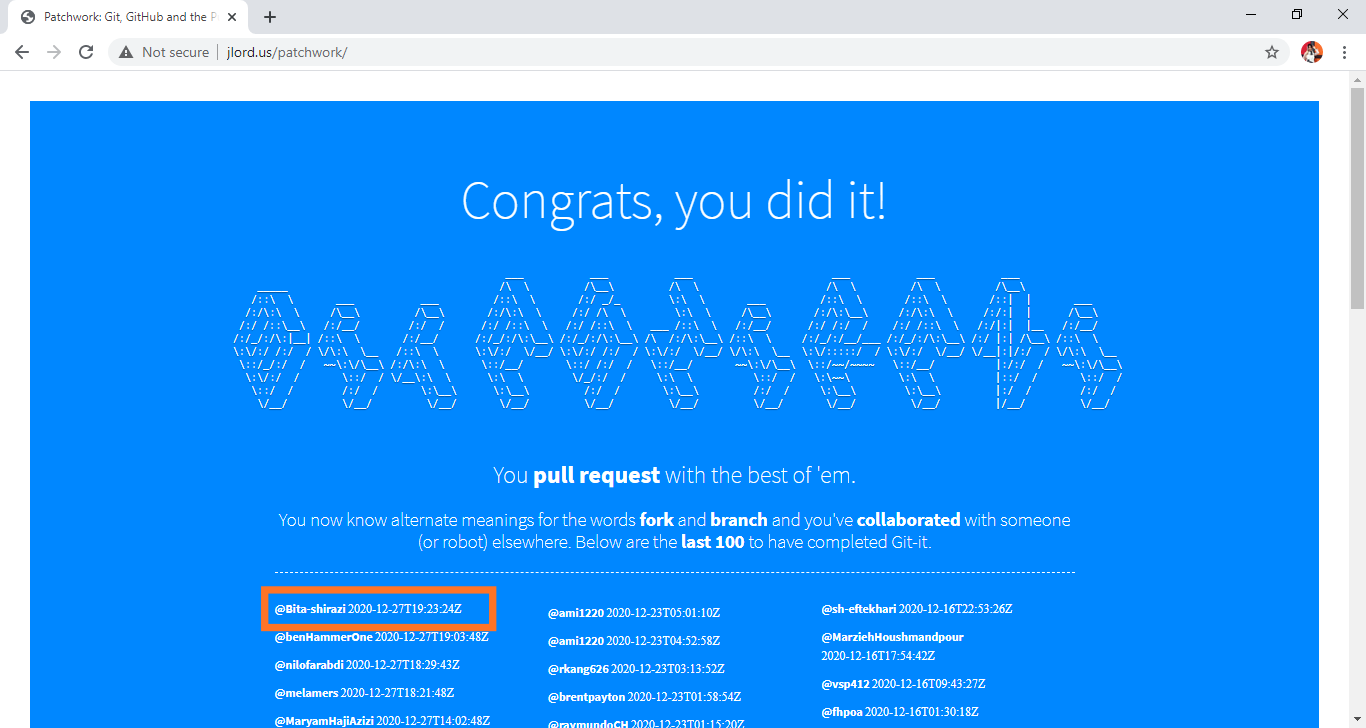 Patchwork: Git, GitHub and the P
Not secure | jlord.us/patchwork/
Congrats, you did it!
You pull request with the best of 'em.
You now know alternate meanings for the words fork and branch and you've collaborated with someone
(or robot) elsewhere. Below are the last 100 to have completed Git-it.
@Bita-shirazi 2020-12-27T19:23:24Z
@benHammerOne 2020-12-27T19:03:48Z
@nilofarabdi 2020-12-27T18:29:43Z
@melamers 2020-12-27T18:21:48Z
@MaryamHajiAzizi 2020-12-27T14:02:48Z
@ami1220 2020-12-23T05:01:10Z
@ami1220 2020-12-23T04:52:58Z
@rkang626 2020-12-23T03:13:52Z
@brentpayton 2020-12-23T01:58:54Z
@raymundoCH 2020-12-23T01:15:20Z
@sh-eftekhari 2020-12-16T22:53:26Z
@MarziehHoushmandpour
2020-12-16T17:54:42Z
@vsp412 2020-12-16T09:43:27Z
@fhpoa 2020-12-16T01:30:18Z